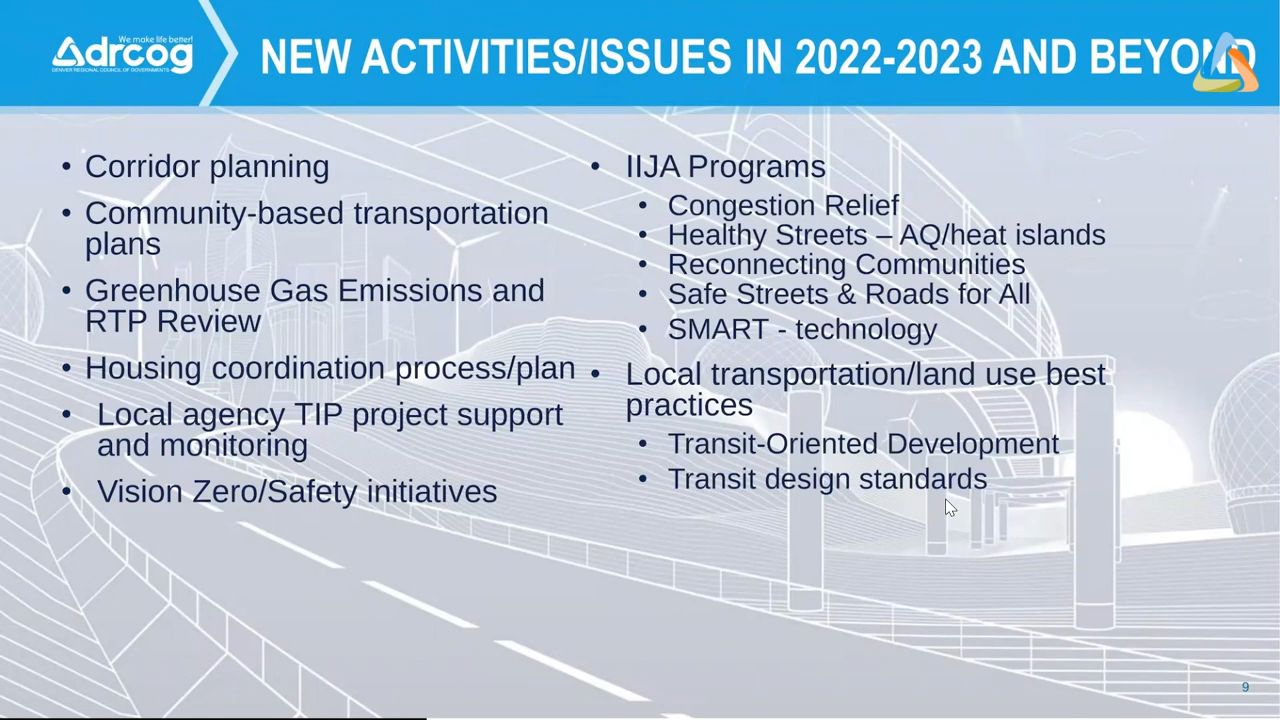 We make life better!
drcog
DENVER REGIONAL COUNCIL OF GOVERNMENTS
NEW ACTIVITIES/ISSUES IN 2022-2023 AND BEYOND
• Corridor planning
• Community-based transportation
plans
• Greenhouse Gas Emissions and
RTP Review
• Housing coordination process/plan
• Local agency TIP project support
and monitoring
• Vision Zero/Safety initiatives
• IIJA Programs
• Congestion Relief
• Healthy Streets – AQ/heat islands
• Reconnecting Communities
• Safe Streets & Roads for All
• SMART - technology
• Local transportation/land use best
practices
• Transit-Oriented Development
• Transit design standards
9